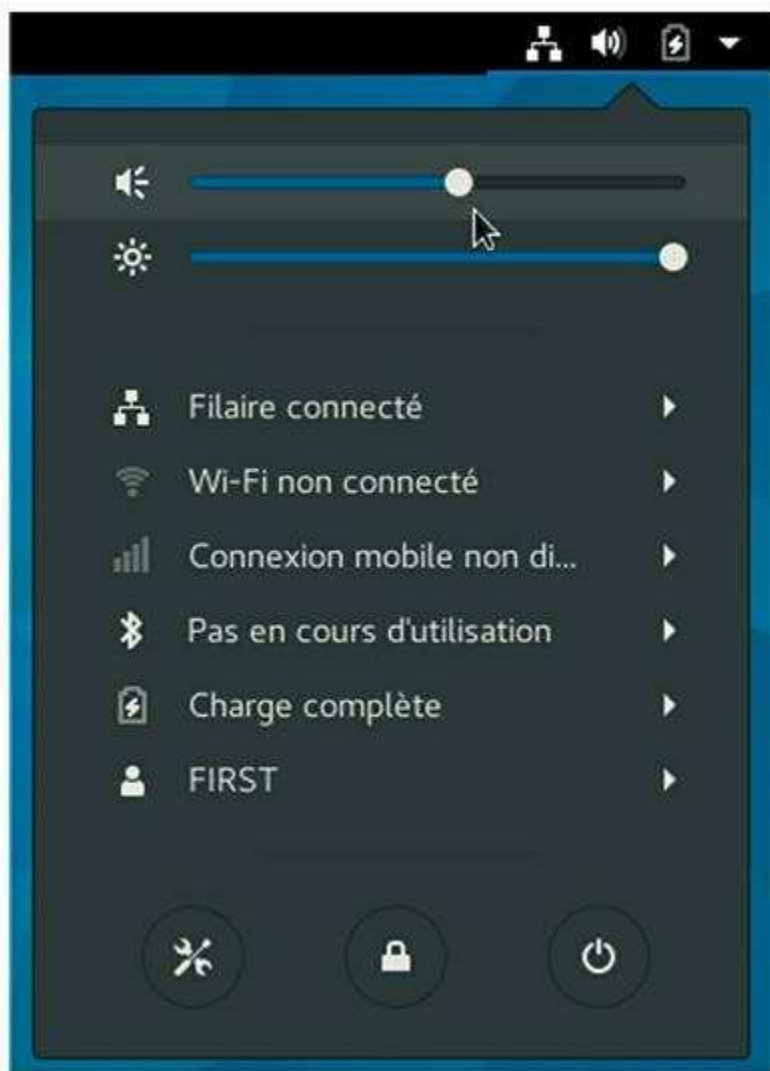 Filaire connecté
Wi-Fi non connecté
Connexion mobile non di...
Pas en cours d'utilisation
Charge complète
FIRST